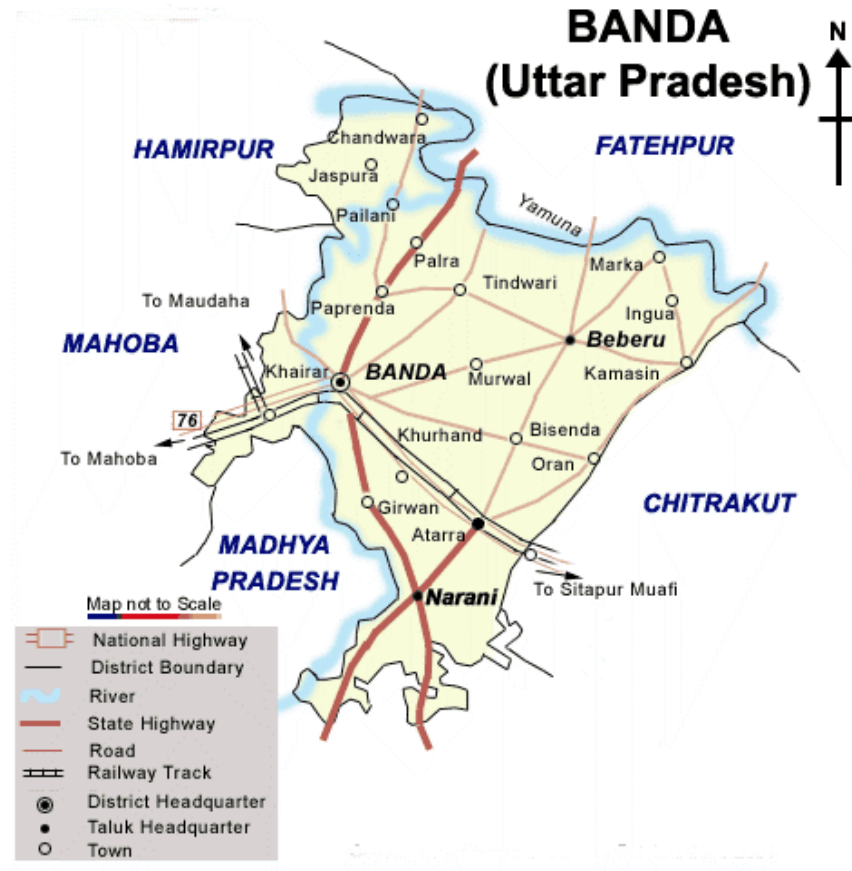 BANDA
(Uttar Pradesh)
N
HAMIRPUR
FATEHPUR
Chandwara
Jaspura
Pailani
Yamuna
Palra
Marka
Tindwari
To Maudaha
Paprenda
Ingua
MAHOBA
Beberu
Khairar
BANDA
Murwal
Kamasin
76
Khurhand
Bisenda
To Mahoba
Oran
Girwan
CHITRAKUT
Atarra
MADHYA
PRADESH
To Sitapur Muafi
Narani
Map not to Scale
National Highway
District Boundary
River
State Highway
Road
Railway Track
District Headquarter
Taluk Headquarter
Town